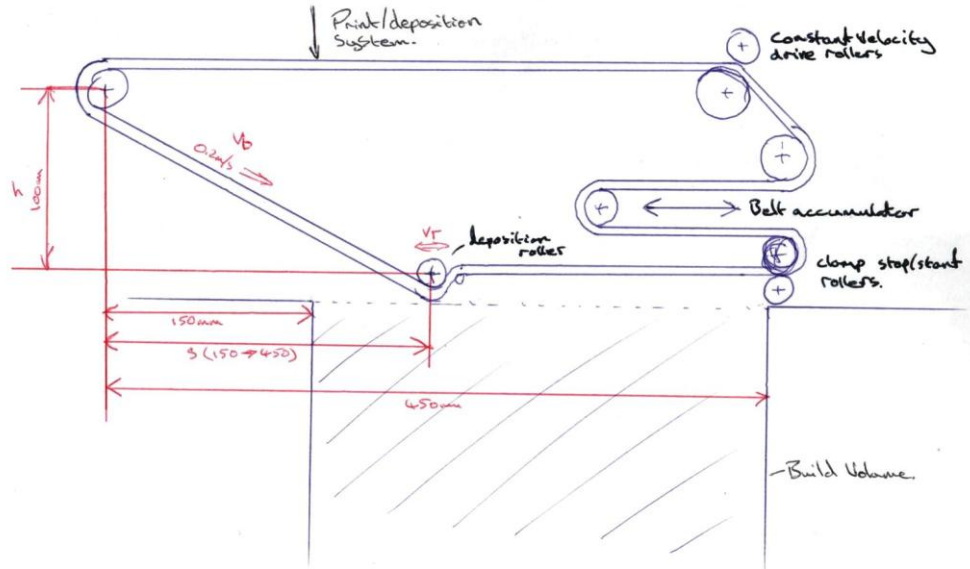 Print/deposition
System.
constant velocity
drive rollers
Vb
0.2m/s
h
100mm
Vr
deposition
roller
Belt accumulator
clamp stop/start
rollers.
150mm
s (150→450)
450mm
Build Volume.